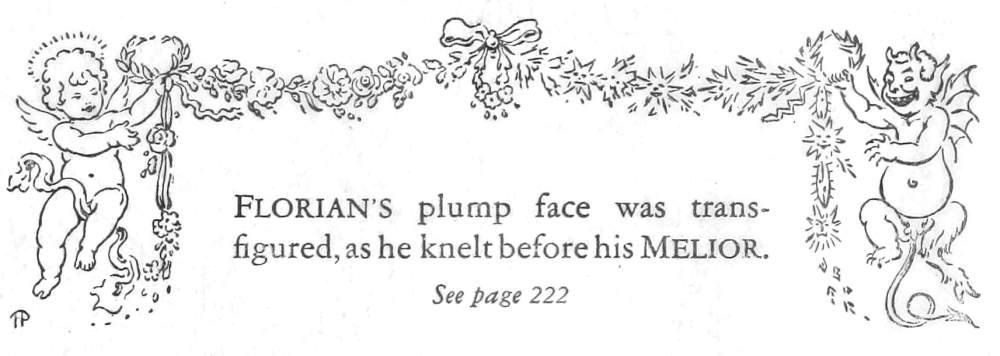 FLORIAN'S plump face was trans-
figured, as he knelt before his MELIOR.
See page 222